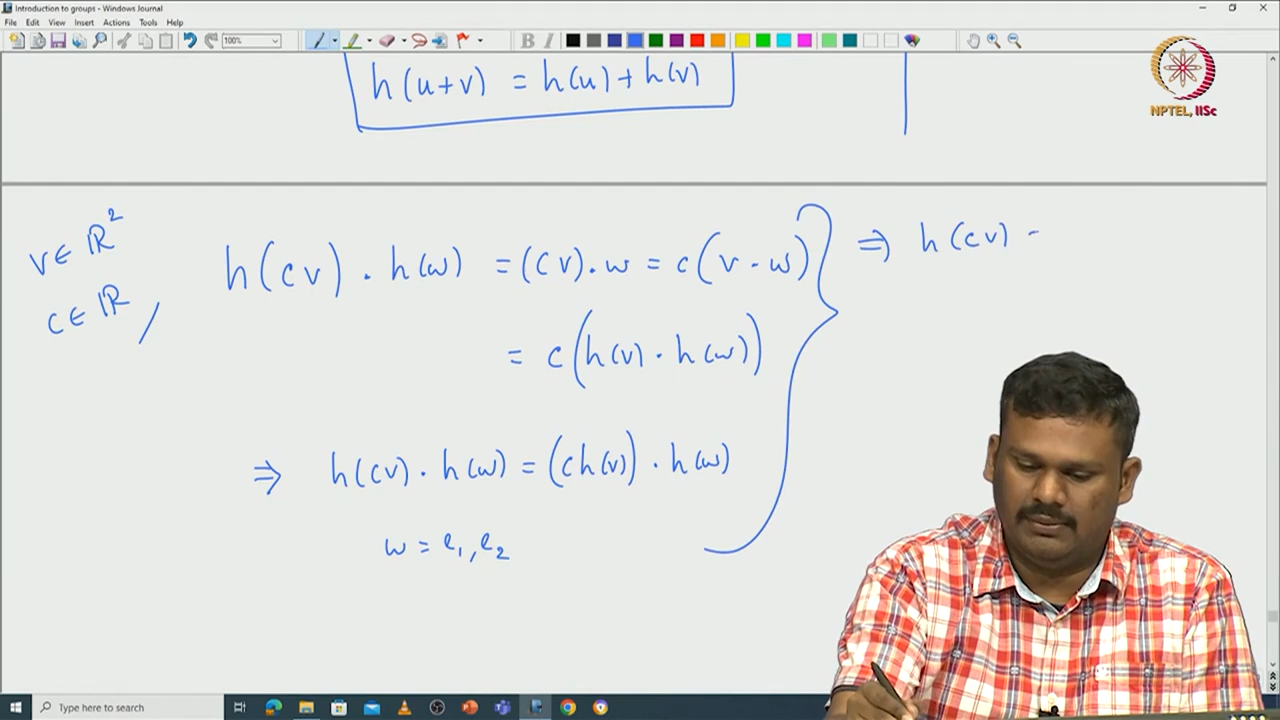 Introduction to groups - Windows Journal
File Edit View Insert Actions Tools Help
100%
B I
NPTEL, IISc
h(u+v) = h(u)+h(v)
v ∈ ℝ²
c ∈ ℝ /
h(cv) · h(w) = (cv)·w = c(v·w)
= c(h(v)·h(w))
⇒ h(cv)·h(w) = (ch(v))·h(w)
w = e₁, e₂
⇒ h(cv) -
Type here to search